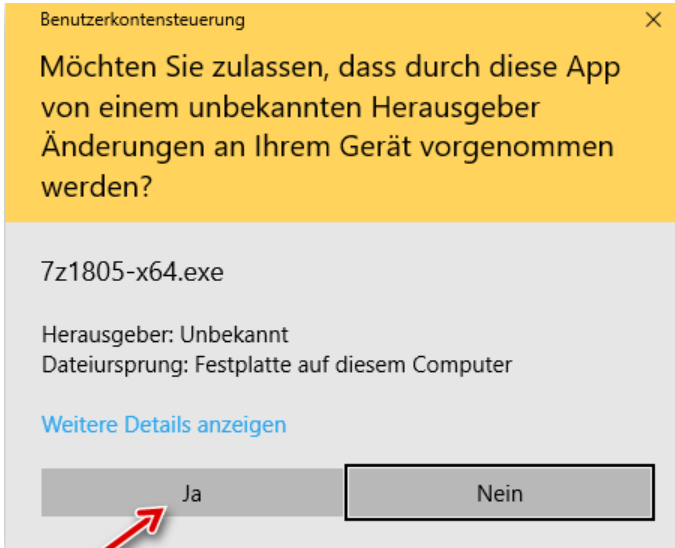 Benutzerkontensteuerung
Möchten Sie zulassen, dass durch diese App
von einem unbekannten Herausgeber
Änderungen an Ihrem Gerät vorgenommen
werden?
7z1805-x64.exe
Herausgeber: Unbekannt
Dateiursprung: Festplatte auf diesem Computer
Weitere Details anzeigen
Ja
Nein